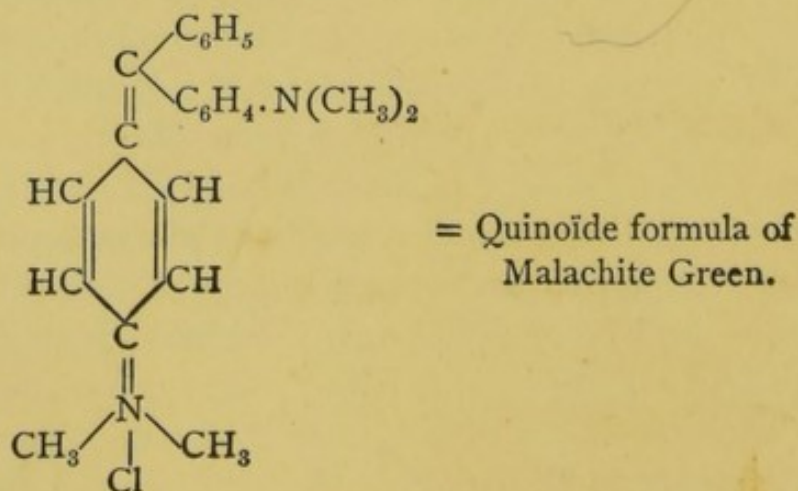 C₆H₅
C
C₆H₄.N(CH₃)₂
C
HC CH
= Quinoïde formula of
HC CH
Malachite Green.
C
N
CH₃ CH₃
Cl